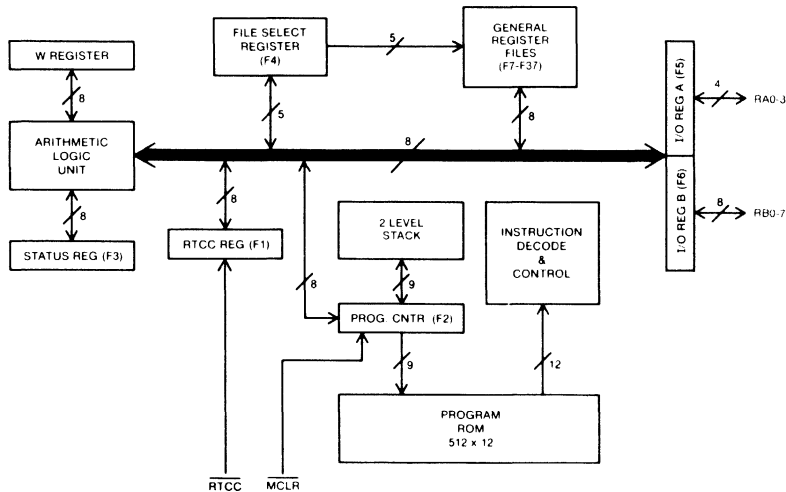 W REGISTER
8
ARITHMETIC
LOGIC
UNIT
8
STATUS REG (F3)
FILE SELECT
REGISTER
(F4)
5
5
GENERAL
REGISTER
FILES
(F7-F37)
8
8
I/O REG A (F5)
4
RA0-3
I/O REG B (F6)
8
RB0-7
8
RTCC REG (F1)
8
2 LEVEL
STACK
9
PROG. CNTR (F2)
9
INSTRUCTION
DECODE
&
CONTROL
12
PROGRAM
ROM
512 x 12
RTCC
MCLR